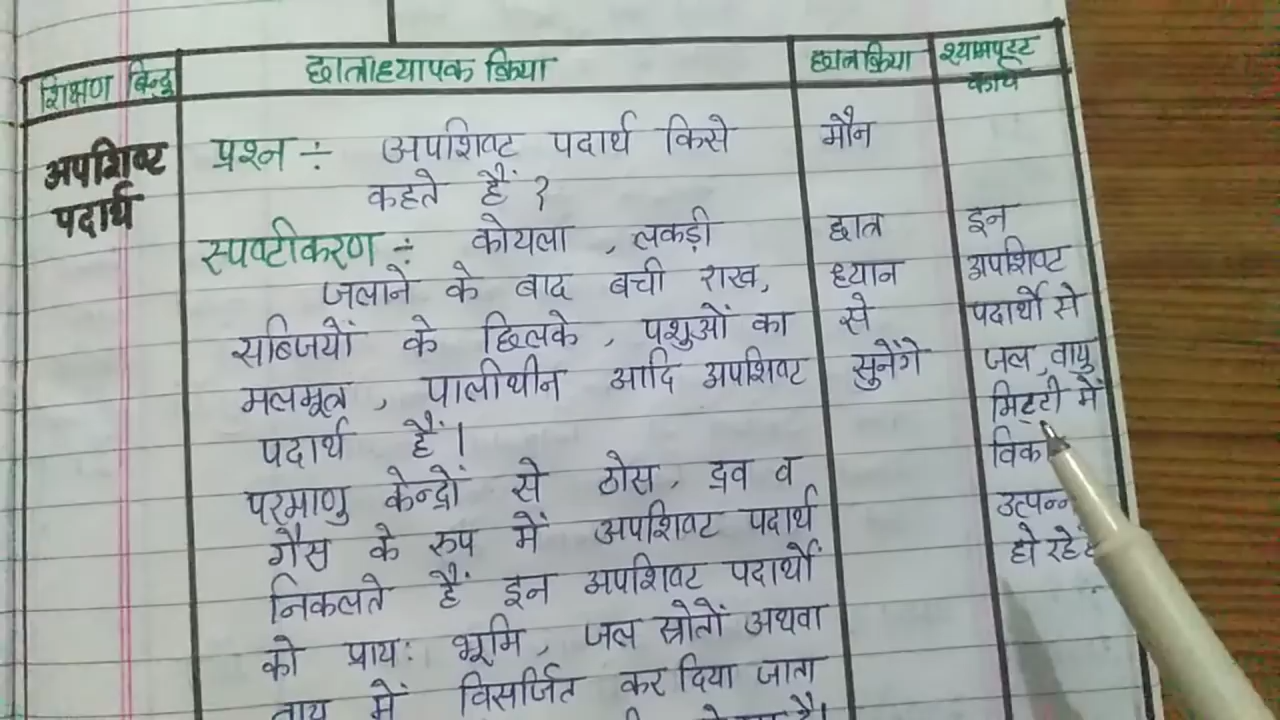 शिक्षण बिन्दू
छात्राध्यापक क्रिया
छात्रक्रिया
श्यामपट्ट
कार्य
अपशिष्ट
पदार्थ
प्रश्न ÷ अपशिष्ट पदार्थ किसे
कहते हैं ?
स्पष्टीकरण ÷ कोयला , लकड़ी
जलाने के बाद बची राख,
सब्जियों के छिलके , पशुओं का
मलमूत्र , पालीथीन आदि अपशिष्ट
पदार्थ हैं।
परमाणु केन्द्रों से ठोस, द्रव व
गैस के रुप में अपशिष्ट पदार्थ
निकलते हैं इन अपशिष्ट पदार्थों
को प्राय: भूमि, जल स्रोतों अथवा
वायु में विसर्जित कर दिया जाता
है।
मौन
छात्र
ध्यान
से
सुनेंगे
इन
अपशिष्ट
पदार्थों से
जल, वायु
मिट्टी में
उत्पन्न
हो रहे